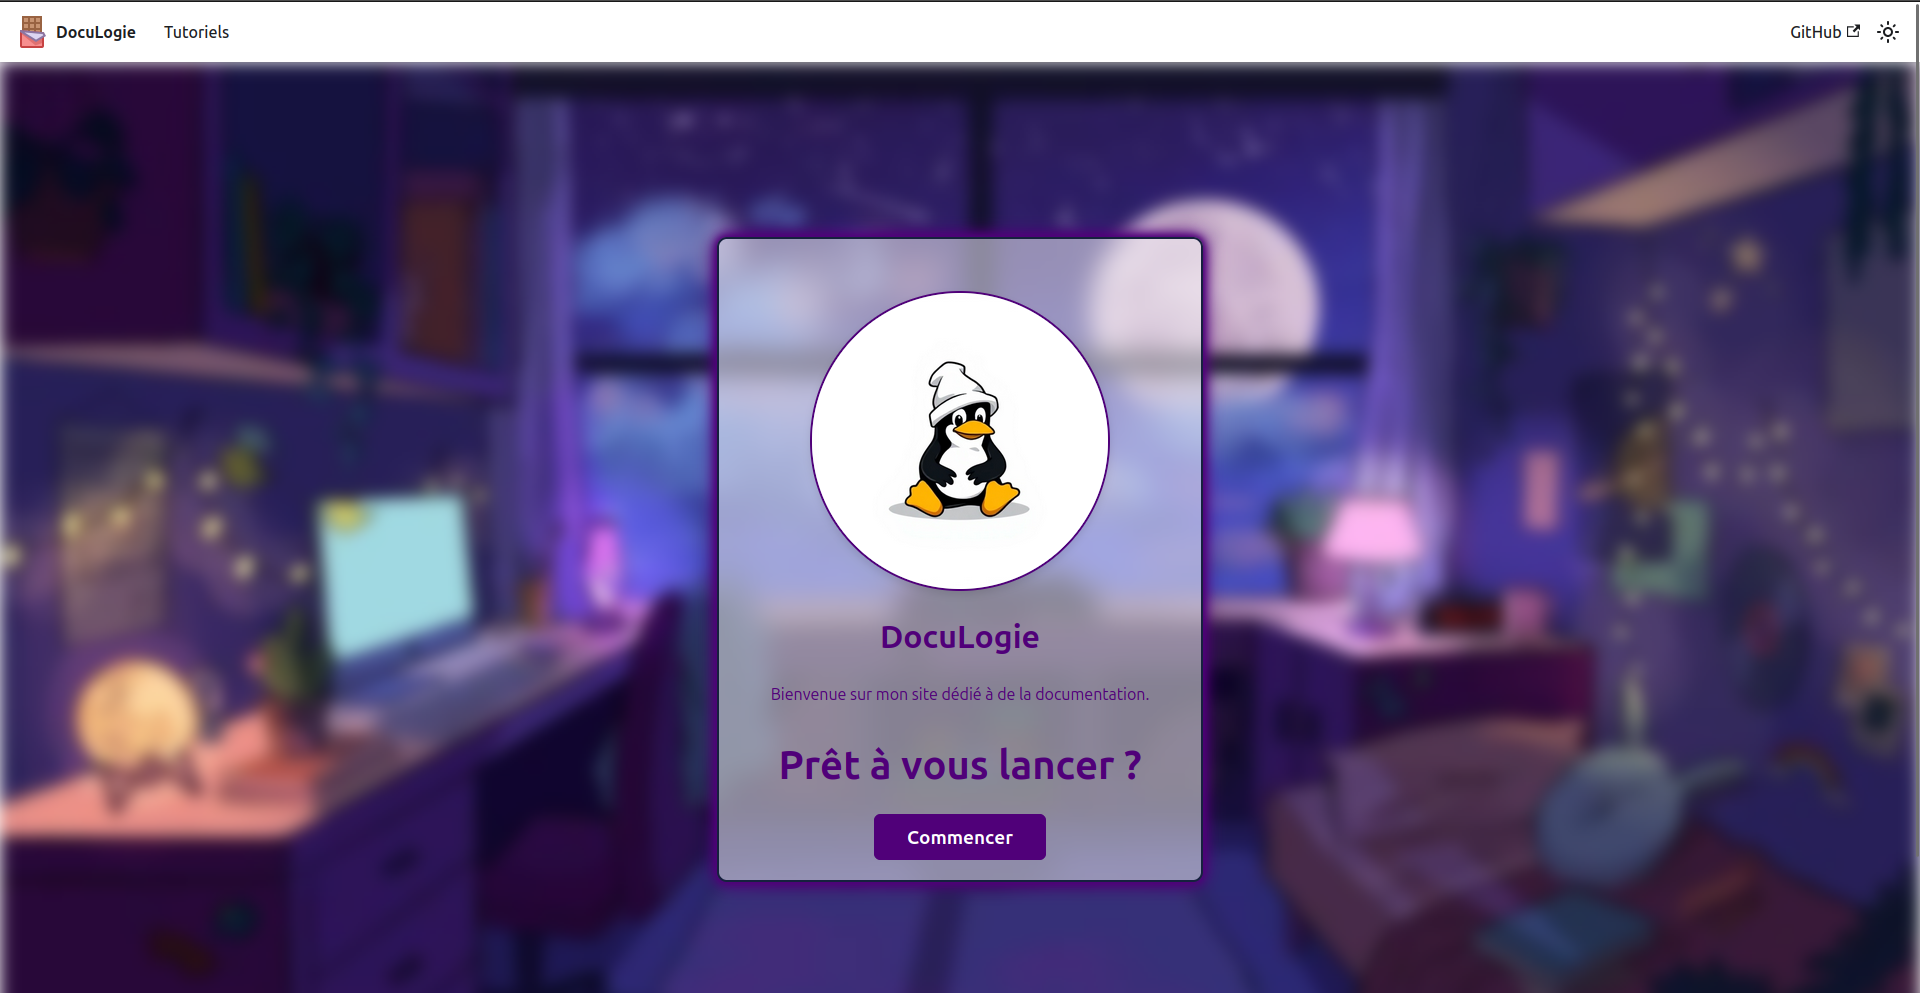 DocuLogie
Tutoriels
GitHub
DocuLogie
Bienvenue sur mon site dédié à de la documentation.
Prêt à vous lancer ?
Commencer